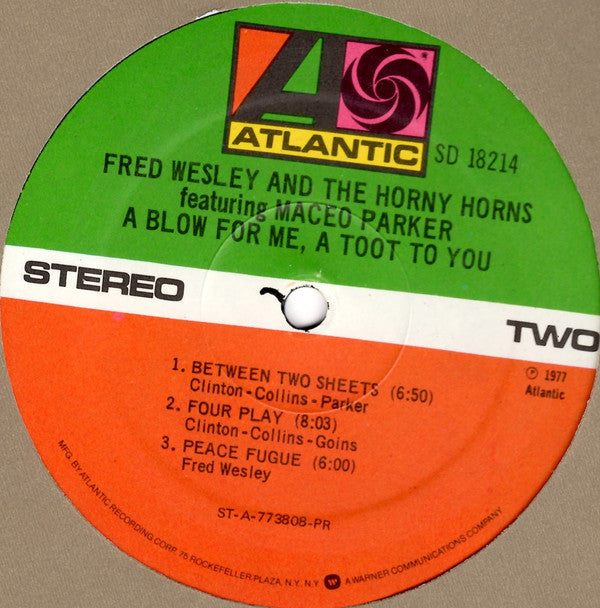 ATLANTIC
SD 18214
FRED WESLEY AND THE HORNY HORNS
featuring MACEO PARKER
A BLOW FOR ME, A TOOT TO YOU
STEREO
TWO
1. BETWEEN TWO SHEETS (6:50)
Clinton-Collins-Parker
2. FOUR PLAY (8:03)
Clinton-Collins-Goins
3. PEACE FUGUE (6:00)
Fred Wesley
℗ 1977
Atlantic
ST-A-773808-PR
MFG. BY ATLANTIC RECORDING CORP. 75 ROCKEFELLER PLAZA, N.Y. N.Y. W A WARNER COMMUNICATIONS COMPANY